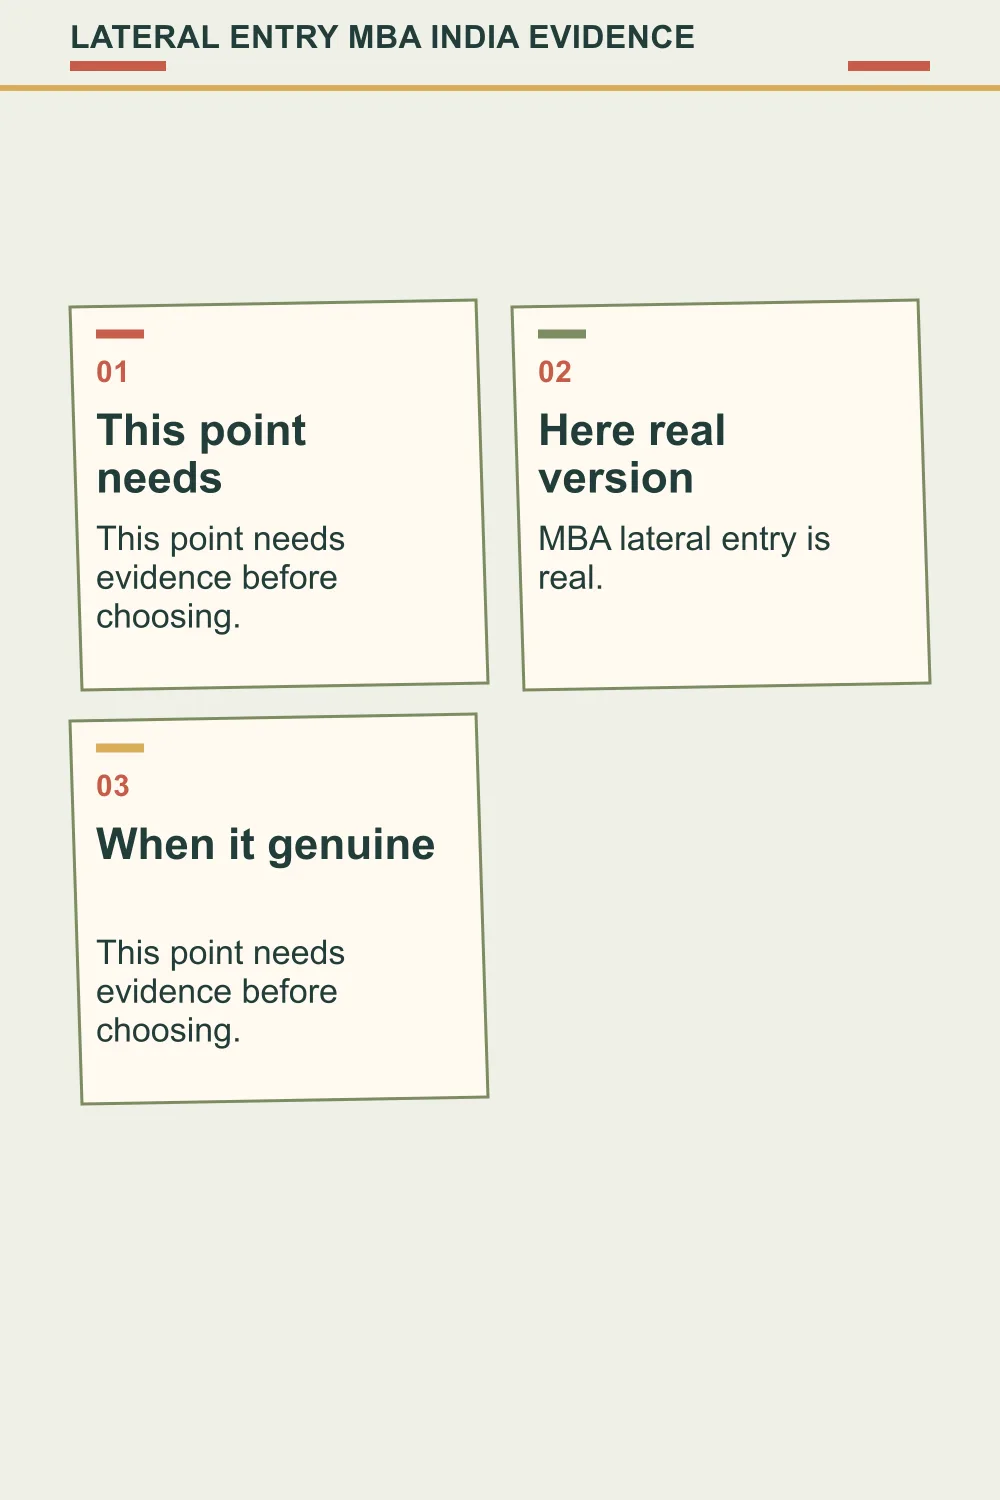 LATERAL ENTRY MBA INDIA EVIDENCE
01
This point
needs
This point needs
evidence before
choosing.
02
Here real
version
MBA lateral entry is
real.
03
When it genuine
This point needs
evidence before
choosing.